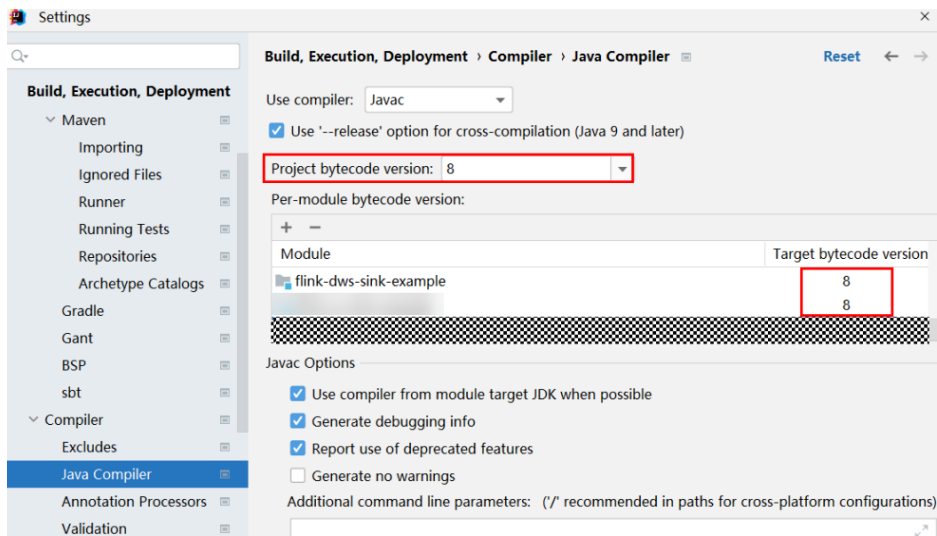 Settings
Build, Execution, Deployment
Maven
Importing
Ignored Files
Runner
Running Tests
Repositories
Archetype Catalogs
Gradle
Gant
BSP
sbt
Compiler
Excludes
Java Compiler
Annotation Processors
Validation
Build, Execution, Deployment › Compiler › Java Compiler
Reset
Use compiler: Javac
Use '--release' option for cross-compilation (Java 9 and later)
Project bytecode version: 8
Per-module bytecode version:
Module Target bytecode version
flink-dws-sink-example 8
8
Javac Options
Use compiler from module target JDK when possible
Generate debugging info
Report use of deprecated features
Generate no warnings
Additional command line parameters: ('/' recommended in paths for cross-platform configurations)